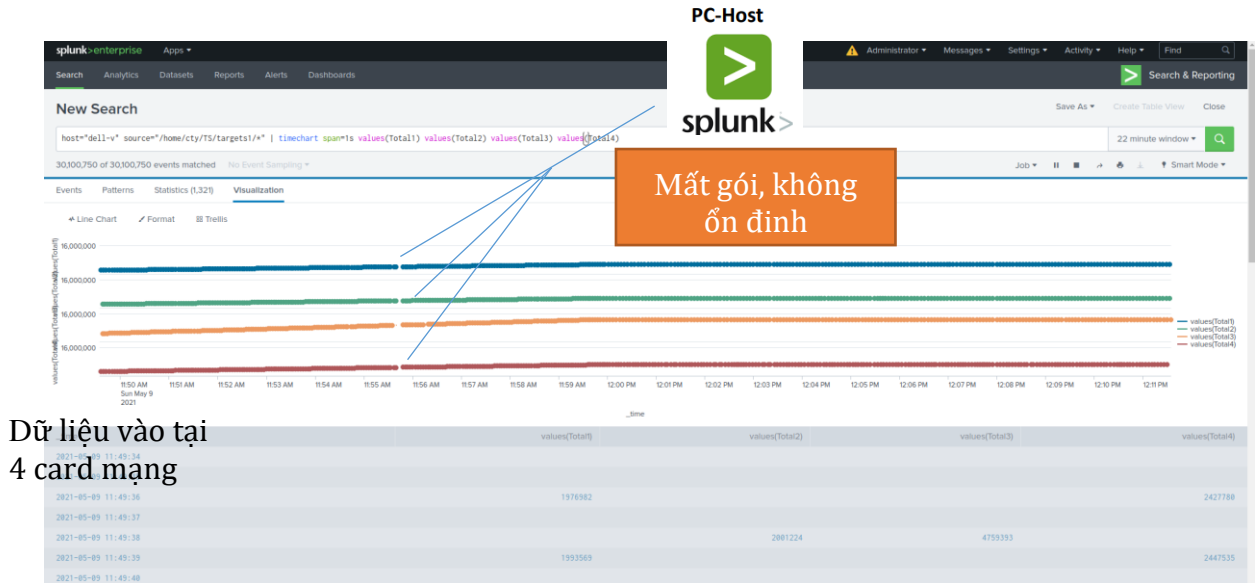 PC-Host
splunk>enterprise Apps
Administrator Messages Settings Activity Help Find
Search Analytics Datasets Reports Alerts Dashboards
Search & Reporting
splunk>
New Search
Save As Create Table View Close
host="dell-v" source="/home/cty/TS/targets1/*" | timechart span=1s values(Total1) values(Total2) values(Total3) values(Total4)
22 minute window
30,100,750 of 30,100,750 events matched No Event Sampling
Job Smart Mode
Mất gói, không
ổn đinh
Events Patterns Statistics (1,321) Visualization
Line Chart Format Trellis
values(Total1)
16,000,000
16,000,000
16,000,000
16,000,000
values(Total1)
values(Total2)
values(Total3)
values(Total4)
11:50 AM 11:51 AM 11:52 AM 11:53 AM 11:54 AM 11:55 AM 11:56 AM 11:57 AM 11:58 AM 11:59 AM 12:00 PM 12:01 PM 12:02 PM 12:03 PM 12:04 PM 12:05 PM 12:06 PM 12:07 PM 12:08 PM 12:09 PM 12:10 PM 12:11 PM
Sun May 9
2021
_time
Dữ liệu vào tại
4 card mạng
values(Total1) values(Total2) values(Total3) values(Total4)
2021-05-09 11:49:34
2021-05-09 11:49:36 1976982 2427780
2021-05-09 11:49:37
2021-05-09 11:49:38 2001224 4759393
2021-05-09 11:49:39 1993569 2447535
2021-05-09 11:49:40